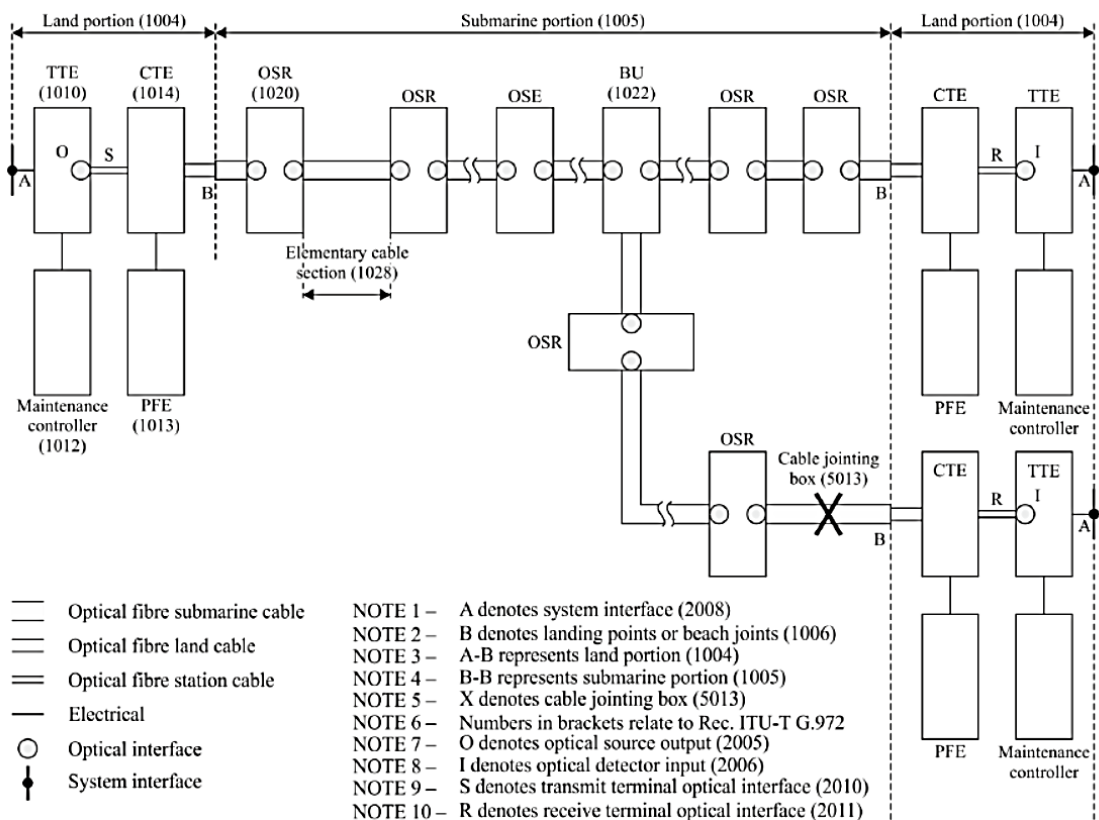 Land portion (1004)
Submarine portion (1005)
Land portion (1004)
TTE
(1010)
CTE
(1014)
OSR
(1020)
OSR
OSE
BU
(1022)
OSR
OSR
CTE
TTE
O
S
R
I
A
B
B
A
Elementary cable
section (1028)
OSR
Maintenance
controller
(1012)
PFE
(1013)
PFE
Maintenance
controller
OSR
Cable jointing
box (5013)
CTE
TTE
R
I
B
A
PFE
Maintenance
controller
Optical fibre submarine cable
Optical fibre land cable
Optical fibre station cable
Electrical
Optical interface
System interface
NOTE 1 – A denotes system interface (2008)
NOTE 2 – B denotes landing points or beach joints (1006)
NOTE 3 – A-B represents land portion (1004)
NOTE 4 – B-B represents submarine portion (1005)
NOTE 5 – X denotes cable jointing box (5013)
NOTE 6 – Numbers in brackets relate to Rec. ITU-T G.972
NOTE 7 – O denotes optical source output (2005)
NOTE 8 – I denotes optical detector input (2006)
NOTE 9 – S denotes transmit terminal optical interface (2010)
NOTE 10 – R denotes receive terminal optical interface (2011)